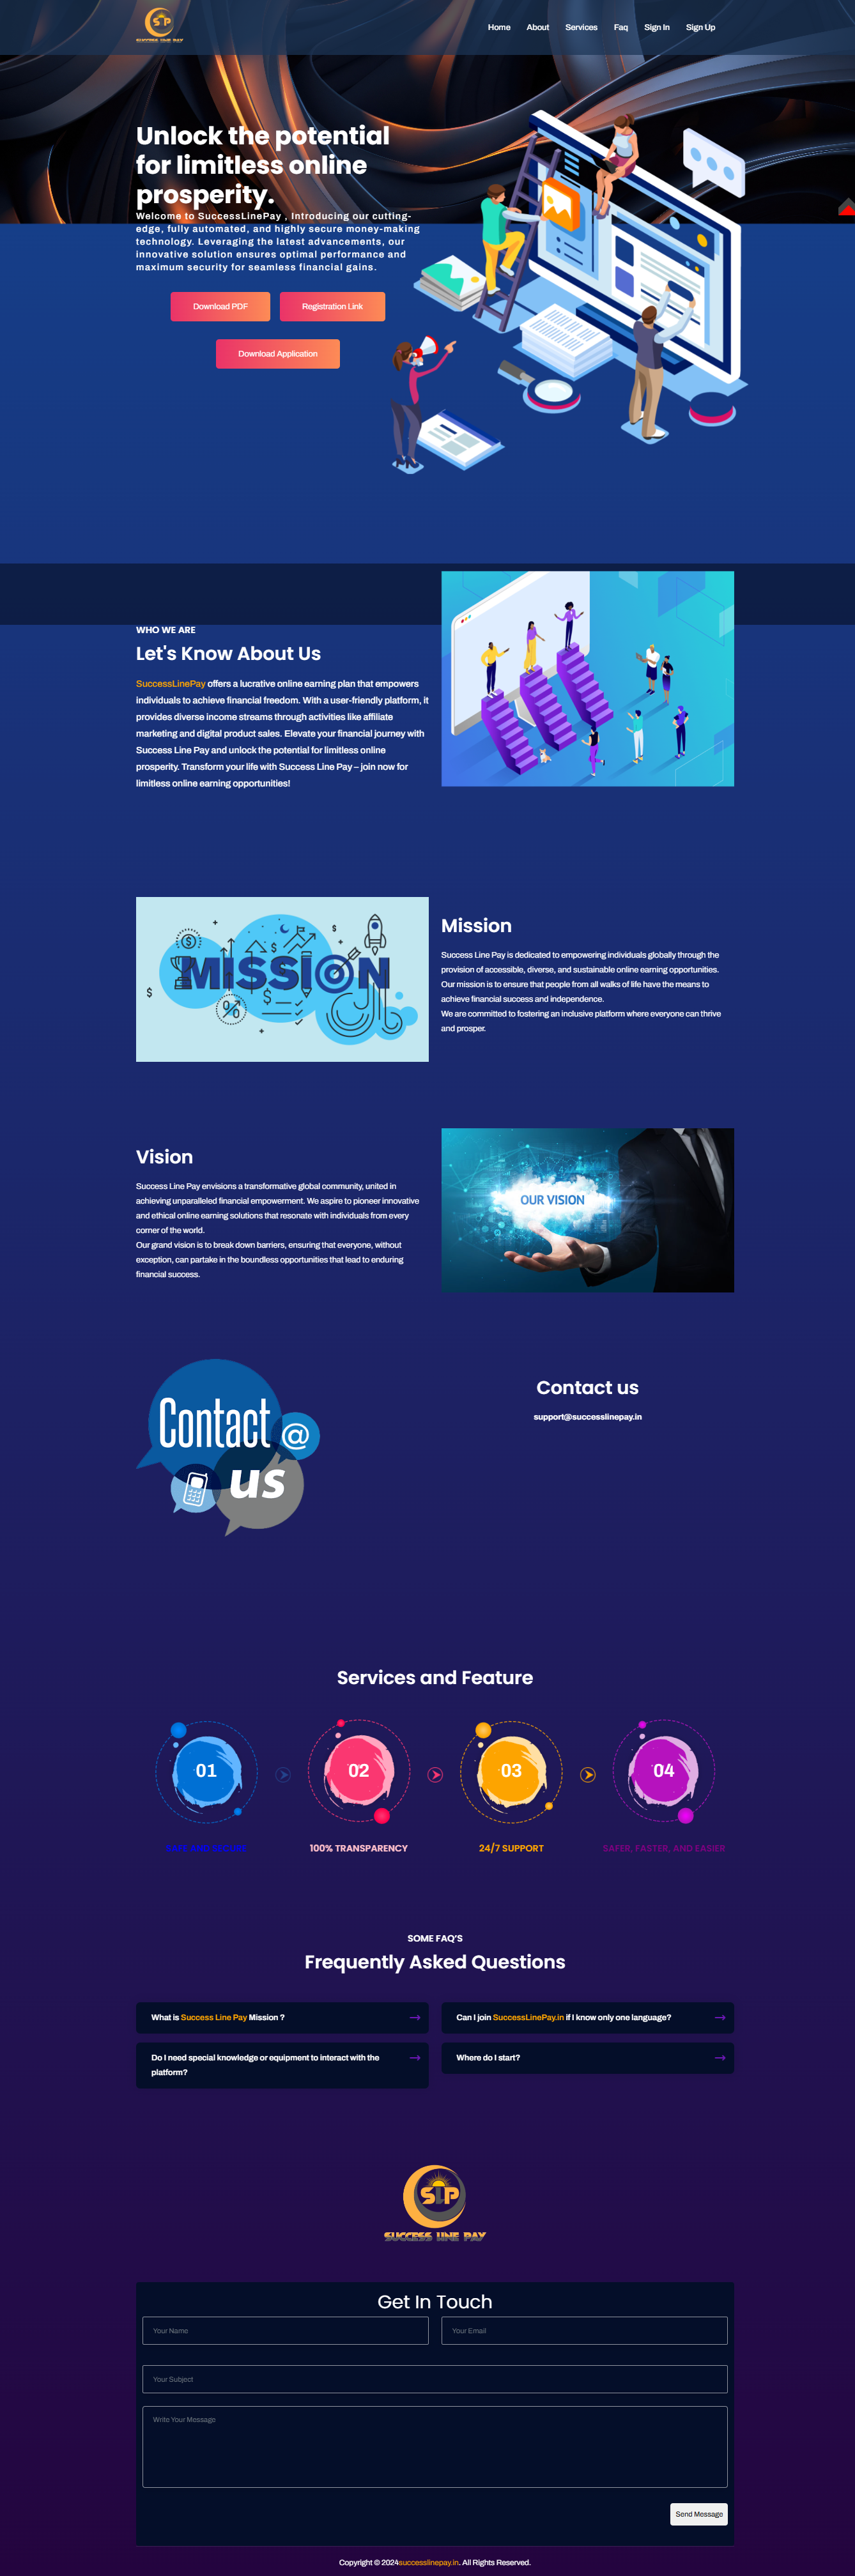 SLP
SUCCESS LINE PAY
Home About Services Faq Sign In Sign Up
Unlock the potential
for limitless online
prosperity.
Welcome to SuccessLinePay , Introducing our cutting-
edge, fully automated, and highly secure money-making
technology. Leveraging the latest advancements, our
innovative solution ensures optimal performance and
maximum security for seamless financial gains.
Download PDF Registration Link
Download Application
WHO WE ARE
Let's Know About Us
SuccessLinePay offers a lucrative online earning plan that empowers
individuals to achieve financial freedom. With a user-friendly platform, it
provides diverse income streams through activities like affiliate
marketing and digital product sales. Elevate your financial journey with
Success Line Pay and unlock the potential for limitless online
prosperity. Transform your life with Success Line Pay – join now for
limitless online earning opportunities!
MISSION
Mission
Success Line Pay is dedicated to empowering individuals globally through the
provision of accessible, diverse, and sustainable online earning opportunities.
Our mission is to ensure that people from all walks of life have the means to
achieve financial success and independence.
We are committed to fostering an inclusive platform where everyone can thrive
and prosper.
Vision
Success Line Pay envisions a transformative global community, united in
achieving unparalleled financial empowerment. We aspire to pioneer innovative
and ethical online earning solutions that resonate with individuals from every
corner of the world.
Our grand vision is to break down barriers, ensuring that everyone, without
exception, can partake in the boundless opportunities that lead to enduring
financial success.
OUR VISION
Contact @
us
Contact us
support@successlinepay.in
Services and Feature
01 02 03 04
100% TRANSPARENCY 24/7 SUPPORT SAFER, FASTER, AND EASIER
SOME FAQ'S
Frequently Asked Questions
What is Success Line Pay Mission ?
Can I join SuccessLinePay.in if I know only one language?
Do I need special knowledge or equipment to interact with the
platform?
Where do I start?
SLP
SUCCESS LINE PAY
Get In Touch
Your Name Your Email
Your Subject
Write Your Message
Send Message
Copyright © 2024successlinepay.in. All Rights Reserved.